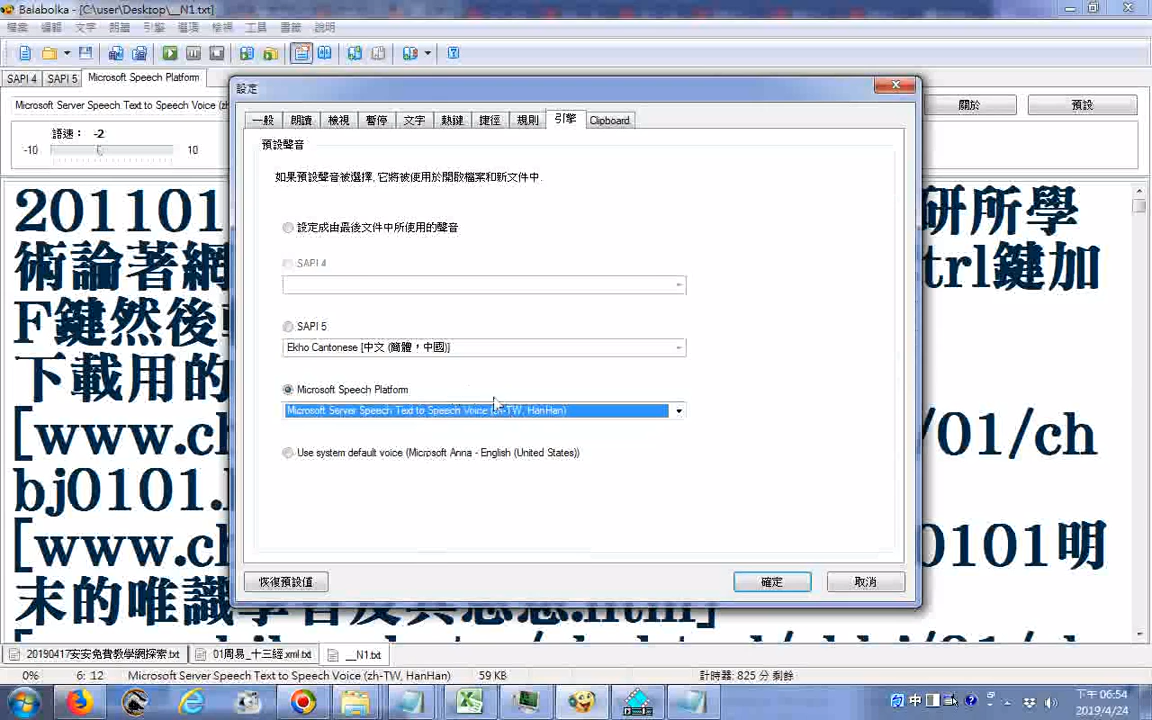 Balabolka - [C:\user\Desktop\__N1.txt]
檔案 編輯 文字 朗讀 引擎 選項 檢視 工具 書籤 說明
SAPI 4 SAPI 5 Microsoft Speech Platform
Microsoft Server Speech Text to Speech Voice (zh
關於 預設
語速： -2
-10 10
設定
一般 朗讀 檢視 暫停 文字 熱鍵 捷徑 規則 引擎 Clipboard
預設聲音
如果預設聲音被選擇, 它將被使用於開啟檔案和新文件中.
設定成由最後文件中所使用的聲音
SAPI 4
SAPI 5
Ekho Cantonese [中文 (簡體，中國)]
Microsoft Speech Platform
Microsoft Server Speech Text to Speech Voice (zh-TW, HanHan)
Use system default voice (Microsoft Anna - English (United States))
恢復預設值 確定 取消
201101 研所學
術論著網 trl鍵加
F鍵然後
下載用的
[www.c /01/ch
bj0101.
[www.c 0101明
末的唯識學者及其思想.htm]
20190417安安免費教學網探索.txt 01周易_十三經.xml.txt __N1.txt
0% 6: 12 Microsoft Server Speech Text to Speech Voice (zh-TW, HanHan) 59 KB 計時器: 825 分 剩餘
中 下午 06:54
2019/4/24